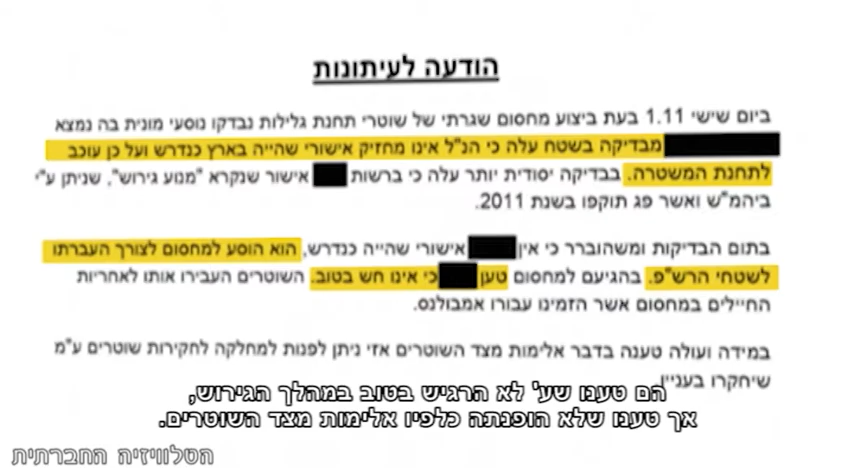 הודעה לעיתונות
ביום שישי 1.11 בעת ביצוע מחסום שגרתי של שוטרי תחנת גלילות נבדקו נוסעי מונית בה נמצא
מבדיקה בשטח עלה כי הנ"ל אינו מחזיק אישורי שהייה בארץ כנדרש ועל כן עוכב
לתחנת המשטרה. בבדיקה יסודית יותר עלה כי ברשות אישור שנקרא "מנוע גירוש", שניתן ע"י
ביהמ"ש ואשר פג תוקפו בשנת 2011.
בתום הבדיקות ומשהוברר כי אין אישורי שהייה כנדרש, הוא הוסע למחסום לצורך העברתו
לשטחי הרש"פ. בהגיעם למחסום טען כי אינו חש בטוב. השוטרים העבירו אותו לאחריות
החיילים במחסום אשר הזמינו עבורו אמבולנס.
במידה ועולה טענה בדבר אלימות מצד השוטרים אזי ניתן לפנות למחלקה לחקירות שוטרים ע"מ
שיחקרו בעניין
הם טענו שע' לא הרגיש בטוב במהלך הגירוש,
אך טענו שלא הופנתה כלפיו אלימות מצד השוטרים.
הטלוויזיה החברתית